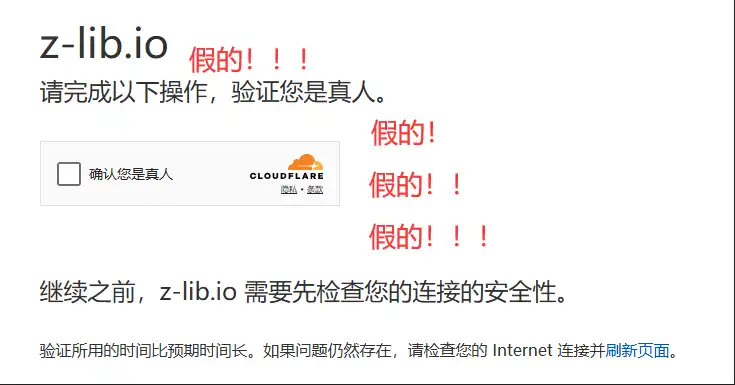 z-lib.io
假的！！！
请完成以下操作，验证您是真人。
假的！
确认您是真人
CLOUDFLARE
隐私 • 条款
假的！！
假的！！！
继续之前，z-lib.io 需要先检查您的连接的安全性。
验证所用的时间比预期时间长。如果问题仍然存在，请检查您的 Internet 连接并刷新页面。